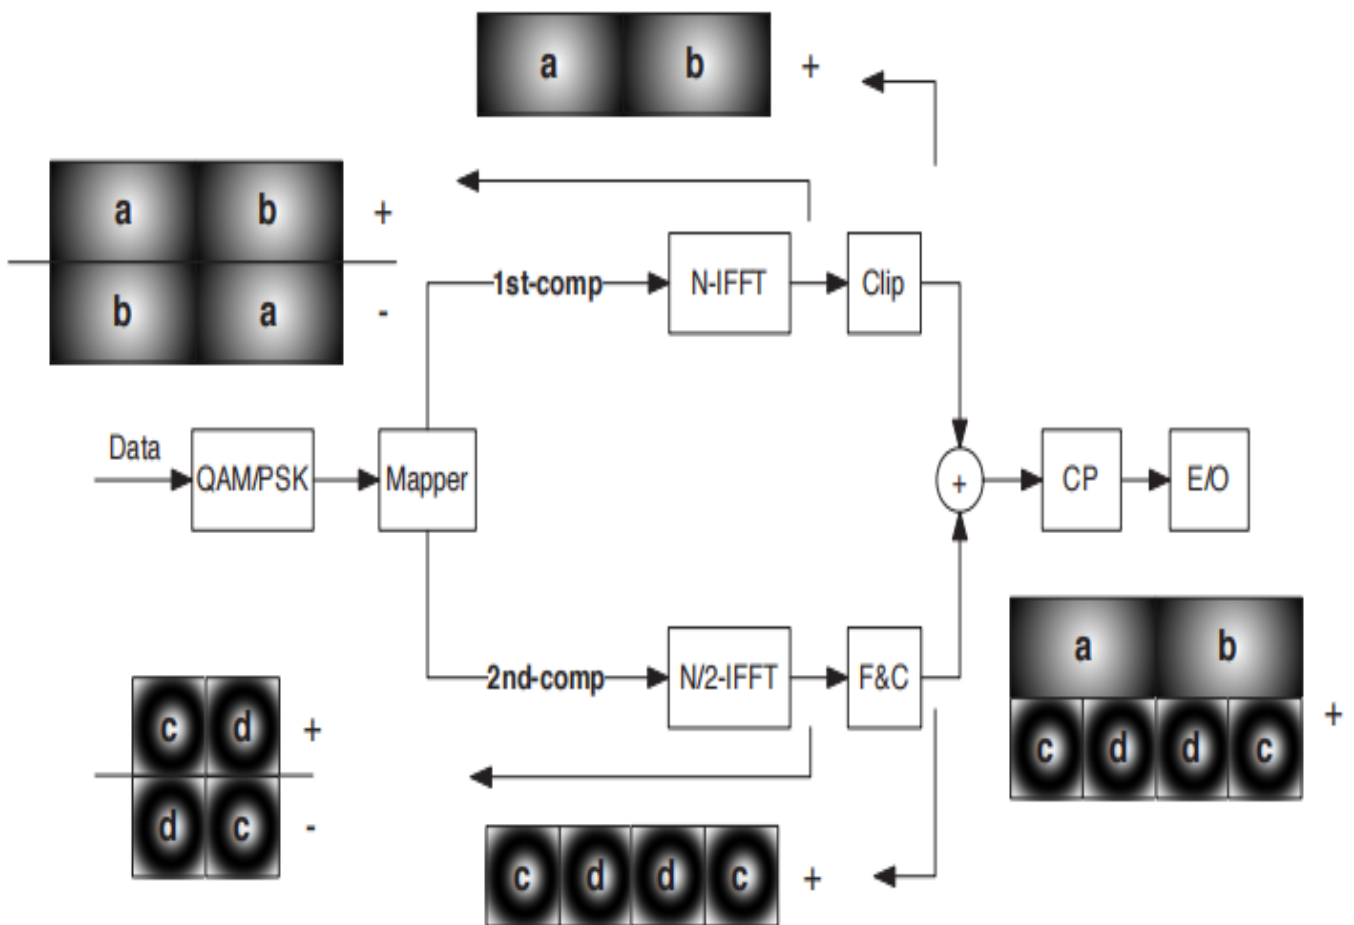 a b +
a b +
b a -
1st-comp N-IFFT Clip
Data QAM/PSK Mapper + CP E/O
2nd-comp N/2-IFFT F&C
a b
c d d c +
c d +
d c -
c d d c +